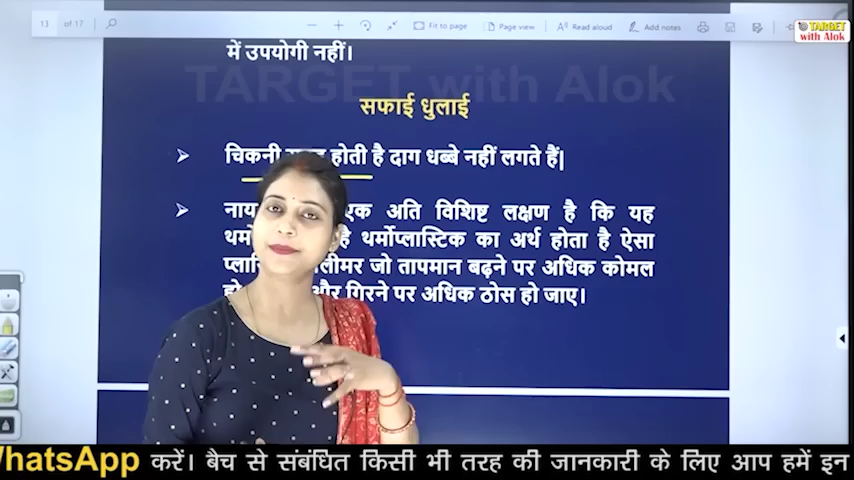 13 of 17
Fit to page
Page view
Read aloud
Add notes
TARGET
with Alok
में उपयोगी नहीं।
TARGET with Alok
सफाई धुलाई
चिकनी होती है दाग धब्बे नहीं लगते हैं|
एक अति विशिष्ट लक्षण है कि यह
है थर्मोप्लास्टिक का अर्थ होता है ऐसा
जो तापमान बढ़ने पर अधिक कोमल
और गिरने पर अधिक ठोस हो जाए।
WhatsApp करें। बैच से संबंधित किसी भी तरह की जानकारी के लिए आप हमें इन